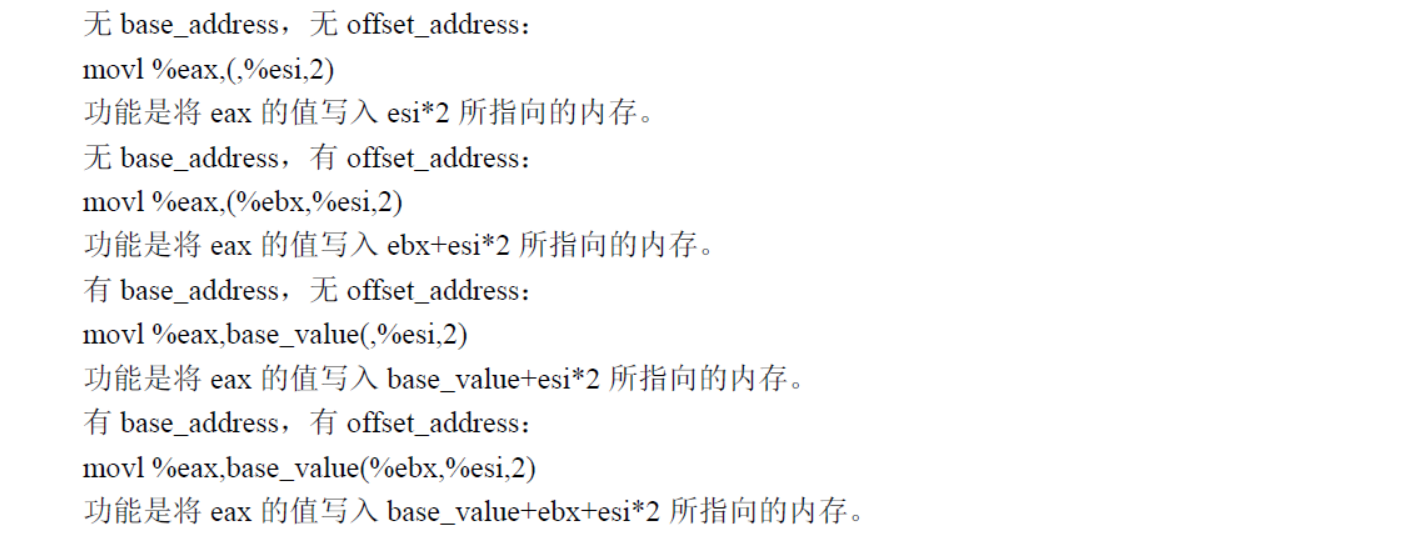 无 base_address，无 offset_address：
movl %eax,(,%esi,2)
功能是将 eax 的值写入 esi*2 所指向的内存。
无 base_address，有 offset_address：
movl %eax,(%ebx,%esi,2)
功能是将 eax 的值写入 ebx+esi*2 所指向的内存。
有 base_address，无 offset_address：
movl %eax,base_value(,%esi,2)
功能是将 eax 的值写入 base_value+esi*2 所指向的内存。
有 base_address，有 offset_address：
movl %eax,base_value(%ebx,%esi,2)
功能是将 eax 的值写入 base_value+ebx+esi*2 所指向的内存。